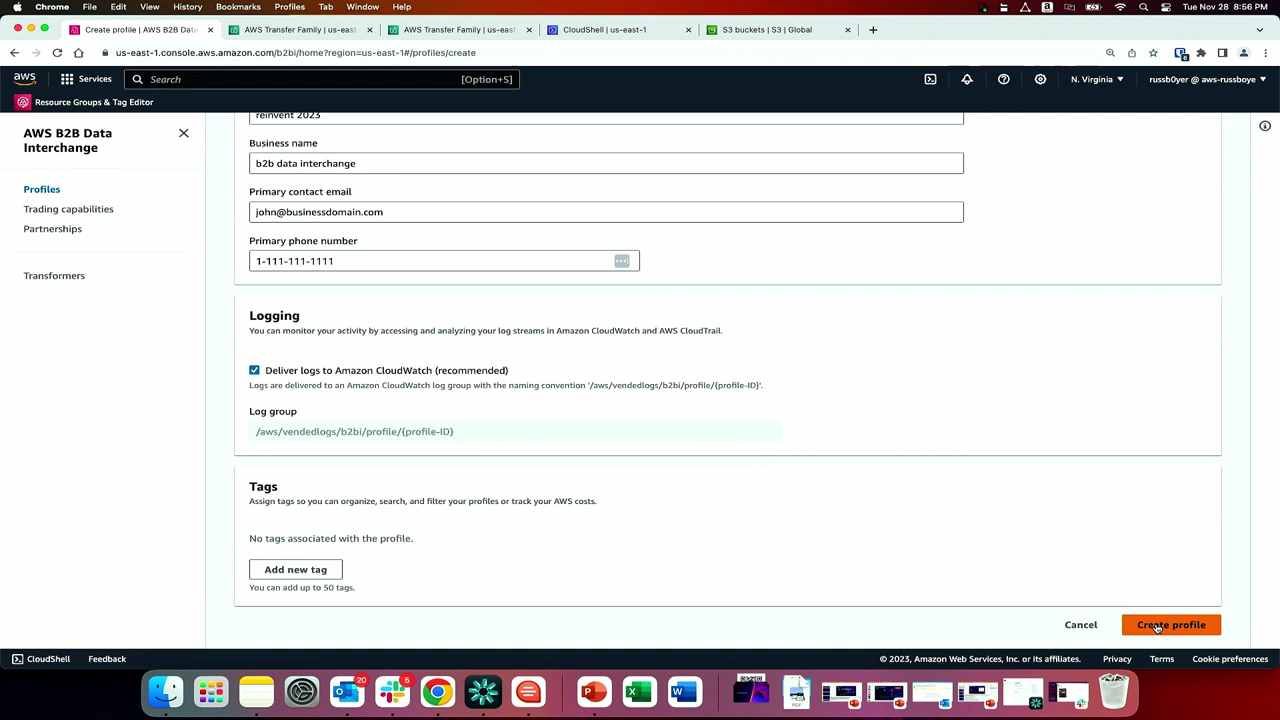 Chrome File Edit View History Bookmarks Profiles Tab Window Help Tue Nov 28 8:56 PM
Create profile | AWS B2B Data
AWS Transfer Family | us-east
AWS Transfer Family | us-east
CloudShell | us-east-1
S3 buckets | S3 | Global
us-east-1.console.aws.amazon.com/b2bi/home?region=us-east-1#/profiles/create
aws Services Search [Option+S] N. Virginia russb0yer @ aws-russboye
Resource Groups & Tag Editor
AWS B2B Data
Interchange
Profiles
Trading capabilities
Partnerships
Transformers
reinvent 2023
Business name
b2b data interchange
Primary contact email
john@businessdomain.com
Primary phone number
1-111-111-1111
Logging
You can monitor your activity by accessing and analyzing your log streams in Amazon CloudWatch and AWS CloudTrail.
Deliver logs to Amazon CloudWatch (recommended)
Logs are delivered to an Amazon CloudWatch log group with the naming convention '/aws/vendedlogs/b2bi/profile/{profile-ID}'.
Log group
/aws/vendedlogs/b2bi/profile/{profile-ID}
Tags
Assign tags so you can organize, search, and filter your profiles or track your AWS costs.
No tags associated with the profile.
Add new tag
You can add up to 50 tags.
Cancel Create profile
CloudShell Feedback © 2023, Amazon Web Services, Inc. or its affiliates. Privacy Terms Cookie preferences
20
5
P
X
W
PDF